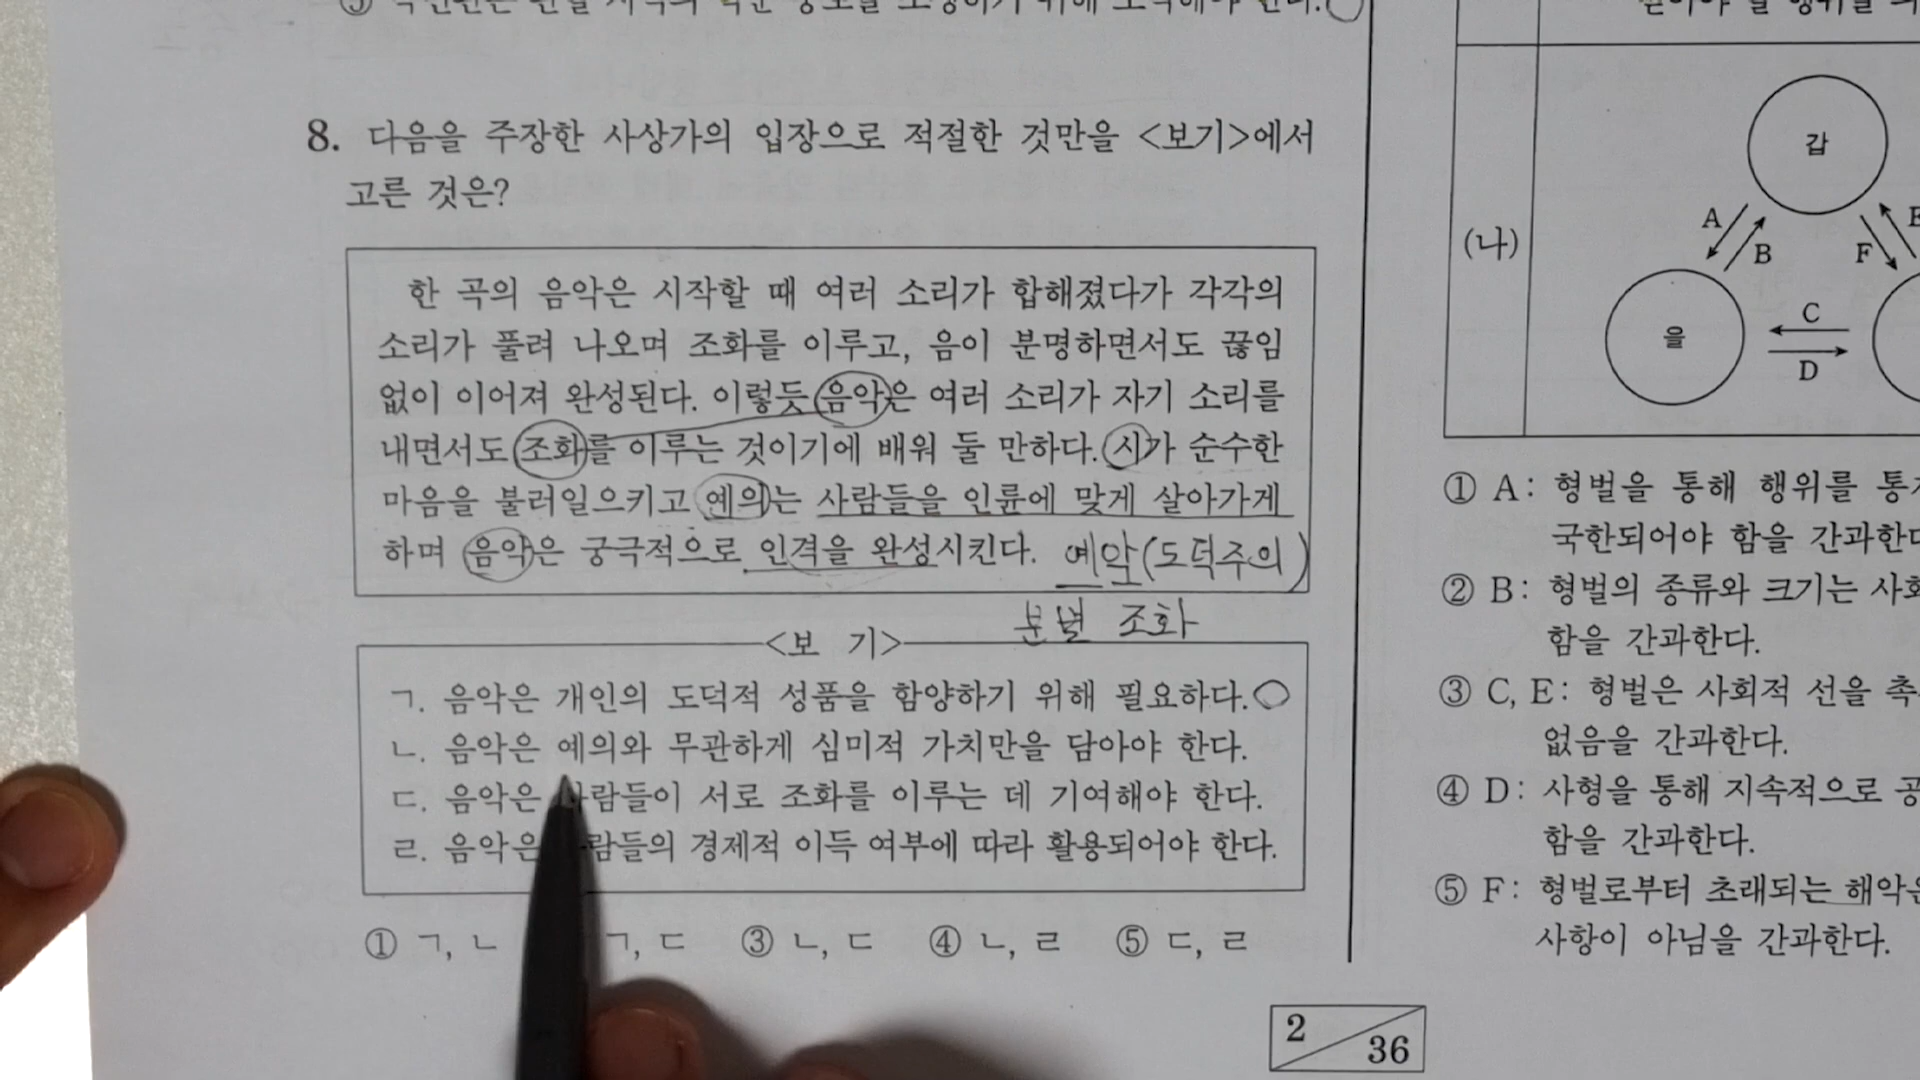 8. 다음을 주장한 사상가의 입장으로 적절한 것만을 <보기>에서
고른 것은?
한 곡의 음악은 시작할 때 여러 소리가 합해졌다가 각각의
소리가 풀려 나오며 조화를 이루고, 음이 분명하면서도 끊임
없이 이어져 완성된다. 이렇듯 음악은 여러 소리가 자기 소리를
내면서도 조화를 이루는 것이기에 배워 둘 만하다. 시가 순수한
마음을 불러일으키고 예의는 사람들을 인륜에 맞게 살아가게
하며 음악은 궁극적으로 인격을 완성시킨다. 예악(도덕주의)
분별 조화
<보 기>
ㄱ. 음악은 개인의 도덕적 성품을 함양하기 위해 필요하다.
ㄴ. 음악은 예의와 무관하게 심미적 가치만을 담아야 한다.
ㄷ. 음악은 사람들이 서로 조화를 이루는 데 기여해야 한다.
ㄹ. 음악은 사람들의 경제적 이득 여부에 따라 활용되어야 한다.
① ㄱ, ㄴ ㄱ, ㄷ ③ ㄴ, ㄷ ④ ㄴ, ㄹ ⑤ ㄷ, ㄹ
2
36
(나)
갑
A
B
F
을
C
D
① A: 형벌을 통해 행위를
국한되어야 함을
② B: 형벌의 종류와 크기는
함을 간과한다.
③ C, E: 형벌은 사회적 선을
없음을 간과한다.
④ D: 사형을 통해 지속적으로
함을 간과한다.
⑤ F: 형벌로부터 초래되는
사항이 아님을 간과한다.